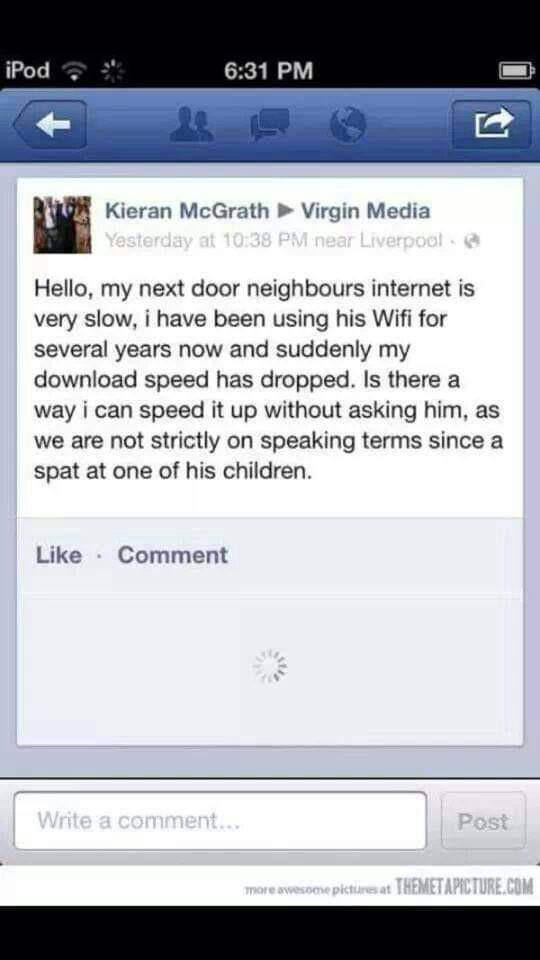 iPod 6:31 PM
Kieran McGrath ▶ Virgin Media
Yesterday at 10:38 PM near Liverpool ·
Hello, my next door neighbours internet is
very slow, i have been using his Wifi for
several years now and suddenly my
download speed has dropped. Is there a
way i can speed it up without asking him, as
we are not strictly on speaking terms since a
spat at one of his children.
Like · Comment
Write a comment...
Post
more awesome pictures at THEMETAPICTURE.COM